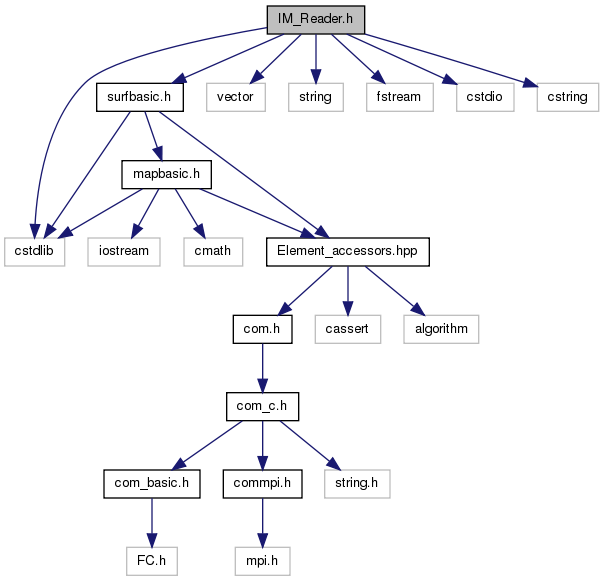 IM_Reader.h
surfbasic.h
vector
string
fstream
cstdio
cstring
mapbasic.h
cstdlib
iostream
cmath
Element_accessors.hpp
com.h
cassert
algorithm
com_c.h
com_basic.h
commpi.h
string.h
FC.h
mpi.h